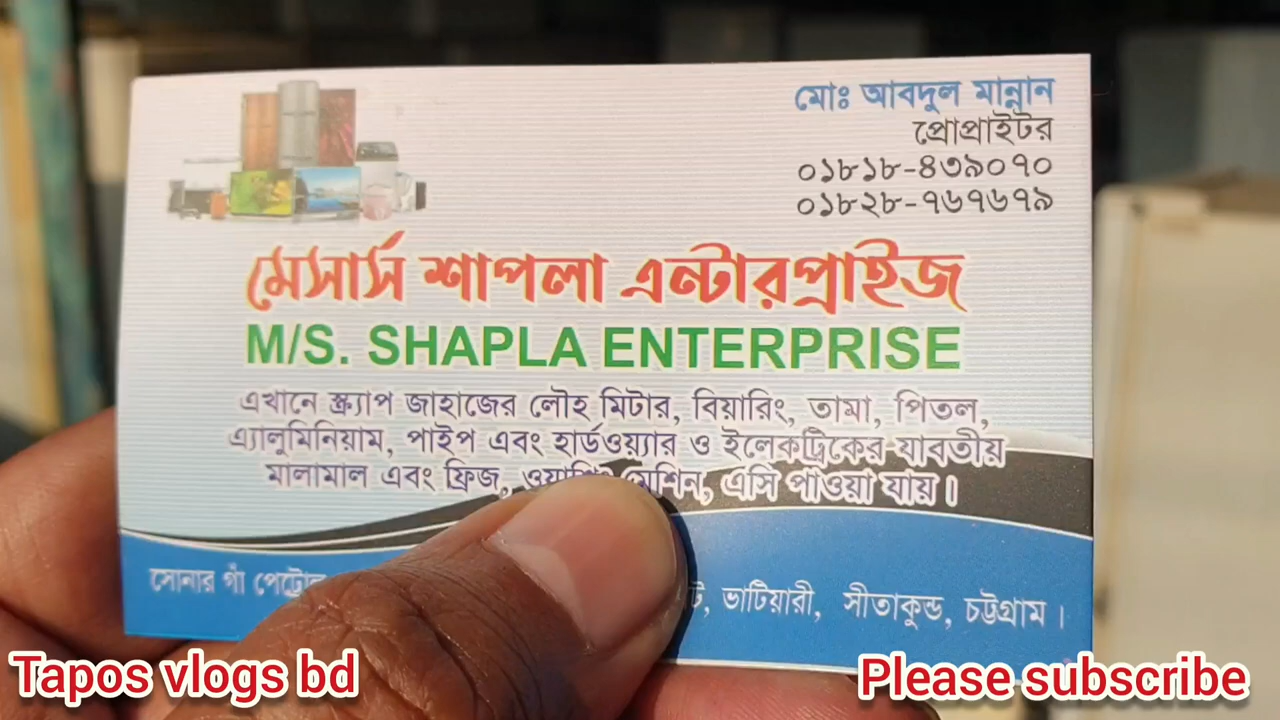 মোঃ আবদুল মান্নান
প্রোপ্রাইটর
০১৮১৮-৪৩৯০৭০
০১৮২৮-৭৬৭৬৭৯
মেসার্স শাপলা এন্টারপ্রাইজ
M/S. SHAPLA ENTERPRISE
এখানে স্ক্র্যাপ জাহাজের লৌহ মিটার, বিয়ারিং, তামা, পিতল,
এ্যালুমিনিয়াম, পাইপ এবং হার্ডওয়্যার ও ইলেকট্রিকের যাবতীয়
মালামাল এবং ফ্রিজ, মেশিন, এসি পাওয়া যায়।
সোনার গাঁ ভাটিয়ারী, সীতাকুন্ড, চট্টগ্রাম।
Tapos vlogs bd
Please subscribe